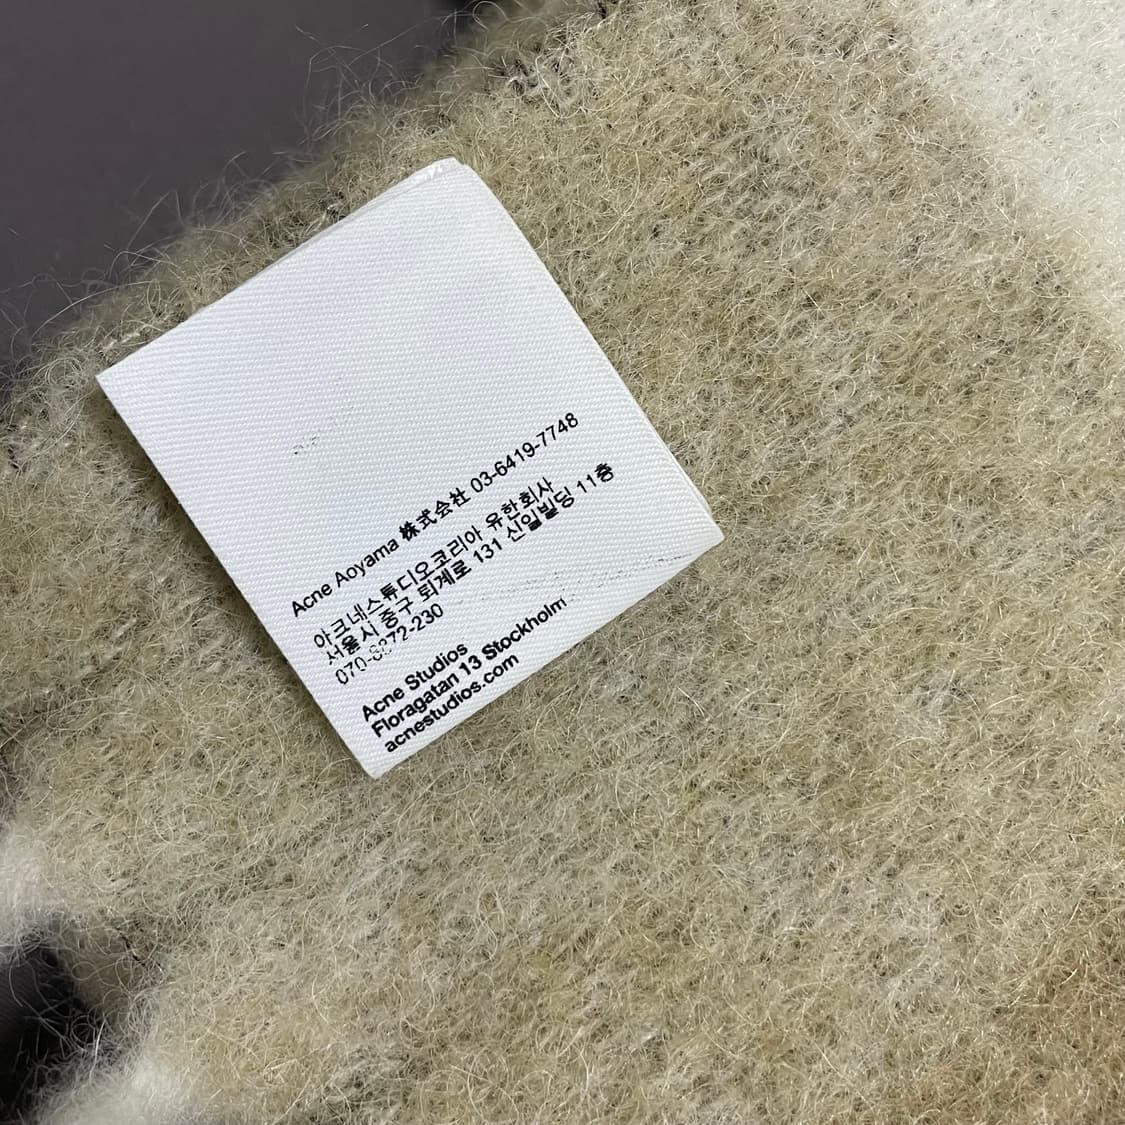 Acne Aoyama 株式会社 03-6419-7748
아크네스튜디오코리아 유한회사
서울시 중구 퇴계로 131 신일빌딩 11층
070-8272-230
Acne Studios
Floragatan 13 Stockholm
acnestudios.com